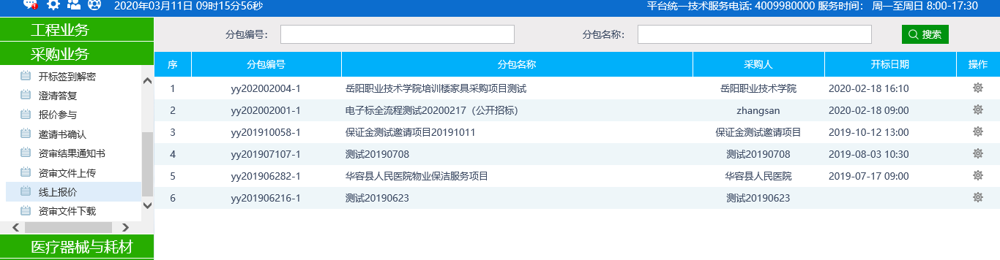 2020年03月11日 09时15分56秒 平台统一技术服务电话: 4009980000 服务时间： 周一至周日 8:00-17:30
工程业务
采购业务
开标签到解密
澄清答复
报价参与
邀请书确认
资审结果通知书
资审文件上传
线上报价
资审文件下载
医疗器械与耗材
分包编号: 分包名称: 搜索
序 分包编号 分包名称 采购人 开标日期 操作
1 yy202002004-1 岳阳职业技术学院培训楼家具采购项目测试 岳阳职业技术学院 2020-02-18 16:10
2 yy202002001-1 电子标全流程测试20200217（公开招标） zhangsan 2020-02-18 09:00
3 yy201910058-1 保证金测试邀请项目20191011 保证金测试邀请项目 2019-10-12 13:00
4 yy201907107-1 测试20190708 测试20190708 2019-08-03 10:30
5 yy201906282-1 华容县人民医院物业保洁服务项目 华容县人民医院 2019-07-17 09:00
6 yy201906216-1 测试20190623 测试20190623